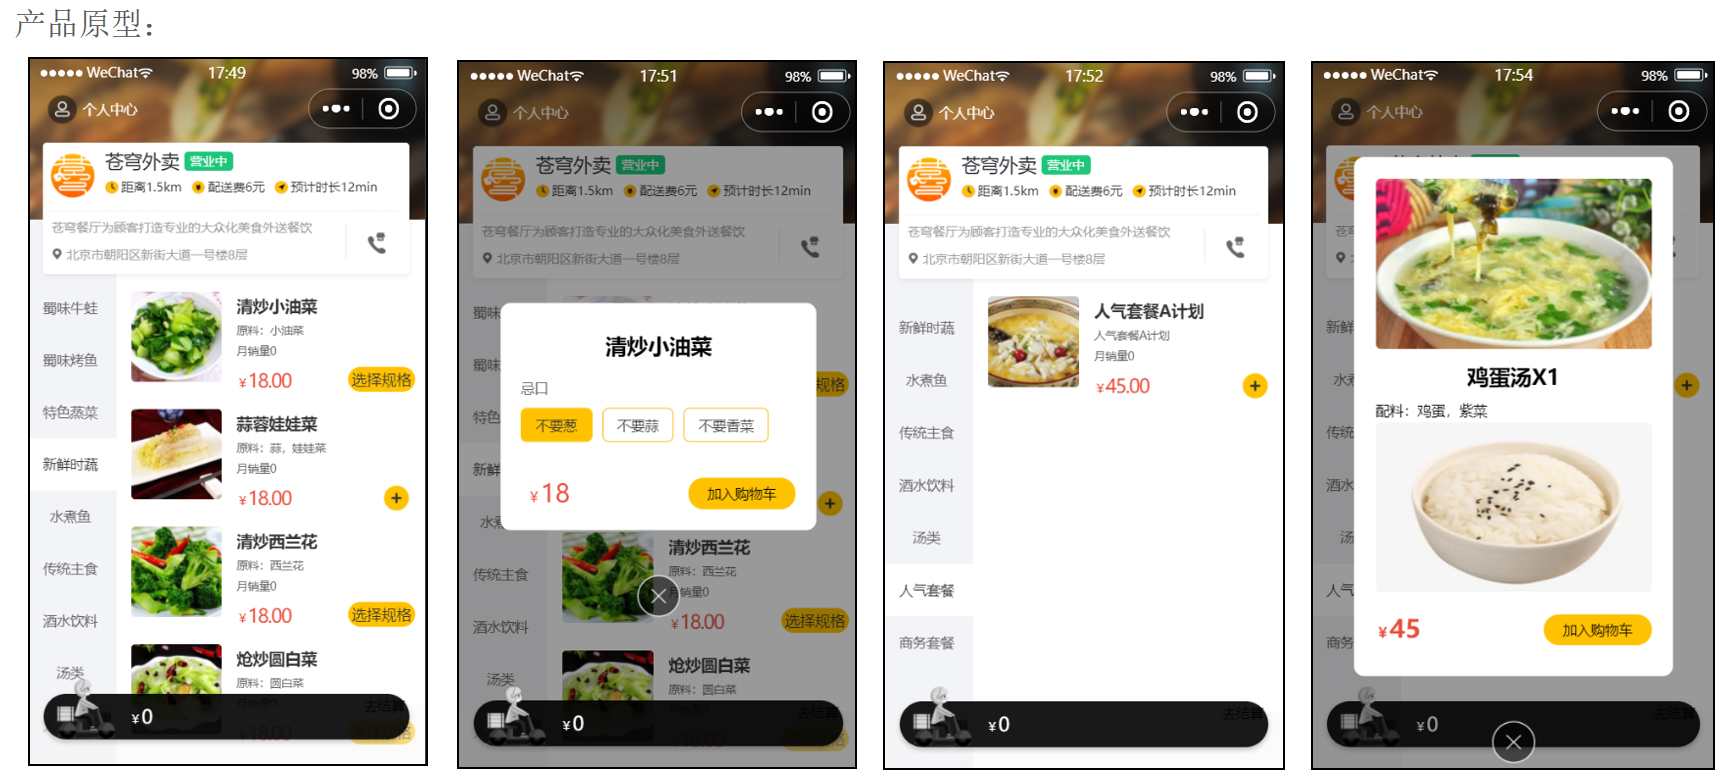 产品原型：
WeChat 17:49 98%
个人中心
苍穹外卖 营业中
距离1.5km 配送费6元 预计时长12min
苍穹餐厅为顾客打造专业的大众化美食外送餐饮
北京市朝阳区新街大道一号楼8层
蜀味牛蛙
蜀味烤鱼
特色蒸菜
新鲜时蔬
水煮鱼
传统主食
酒水饮料
汤类
清炒小油菜
原料：小油菜
月销量0
¥18.00 选择规格
蒜蓉娃娃菜
原料：蒜，娃娃菜
月销量0
¥18.00 +
清炒西兰花
原料：西兰花
月销量0
¥18.00 选择规格
炝炒圆白菜
原料：圆白菜
¥0 去结算
WeChat 17:51 98%
个人中心
苍穹外卖 营业中
距离1.5km 配送费6元 预计时长12min
苍穹餐厅为顾客打造专业的大众化美食外送餐饮
北京市朝阳区新街大道一号楼8层
蜀味
蜀味
特色
新鲜
水煮
传统主食
酒水饮料
汤类
规格
清炒小油菜
忌口
不要葱 不要蒜 不要香菜
¥18 加入购物车
+
清炒西兰花
原料：西兰花
月销量0
¥18.00 选择规格
炝炒圆白菜
原料：圆白菜
¥0 去结算
WeChat 17:52 98%
个人中心
苍穹外卖 营业中
距离1.5km 配送费6元 预计时长12min
苍穹餐厅为顾客打造专业的大众化美食外送餐饮
北京市朝阳区新街大道一号楼8层
新鲜时蔬
水煮鱼
传统主食
酒水饮料
汤类
人气套餐
商务套餐
人气套餐A计划
人气套餐A计划
月销量0
¥45.00 +
¥0 去结算
WeChat 17:54 98%
个人中心
苍穹
北京
新鲜
水煮
传统
酒水
汤
人气
商务
鸡蛋汤X1
配料：鸡蛋，紫菜
¥45 加入购物车
+
¥0 去结算